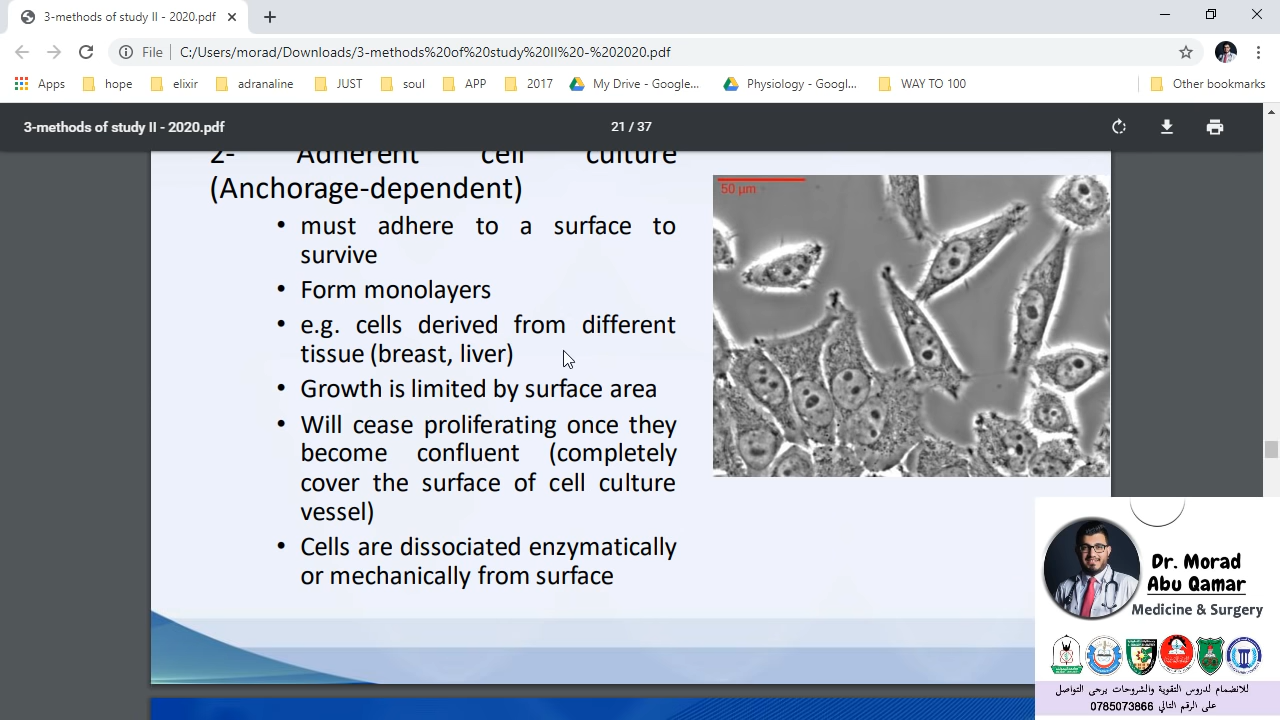 3-methods of study II - 2020.pdf
File
C:/Users/morad/Downloads/3-methods%20of%20study%20II%20-%202020.pdf
Apps hope elixir adranaline JUST soul APP 2017 My Drive - Google... Physiology - Googl... WAY TO 100 Other bookmarks
3-methods of study II - 2020.pdf 21 / 37
2- Adherent cell culture
(Anchorage-dependent)
• must adhere to a surface to
survive
• Form monolayers
• e.g. cells derived from different
tissue (breast, liver)
• Growth is limited by surface area
• Will cease proliferating once they
become confluent (completely
cover the surface of cell culture
vessel)
• Cells are dissociated enzymatically
or mechanically from surface
50 µm
Dr. Morad
Abu Qamar
Medicine & Surgery
للانضمام لدروس التقوية والشروحات يرجى التواصل
على الرقم التالي 0785073866